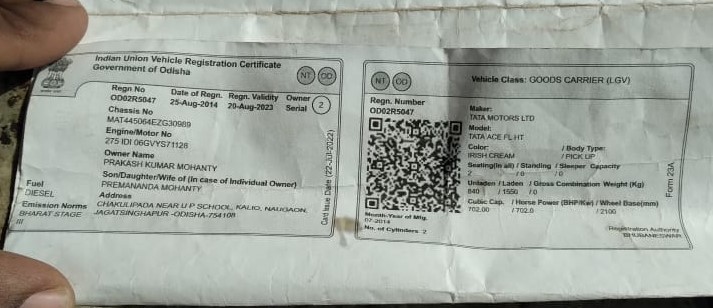 Indian Union Vehicle Registration Certificate
Government of Odisha
NT OD
Regn No Date of Regn. Regn. Validity Owner
OD02R5047 25-Aug-2014 20-Aug-2023 Serial 2
Chassis No
MAT445064EZG30989
Engine/Motor No
275 IDI 06GVYS71128
Owner Name
PRAKASH KUMAR MOHANTY
Son/Daughter/Wife of (In case of Individual Owner)
PREMANANDA MOHANTY
Address
CHAKULIPADA NEAR U P SCHOOL, KALIO, NAUGAON,
JAGATSINGHAPUR -ODISHA-754108
Fuel
DIESEL
Emission Norms
BHARAT STAGE
III
Card Issue Date (22-Jul-2022)
NT OD
Vehicle Class: GOODS CARRIER (LGV)
Regn. Number
OD02R5047
Maker:
TATA MOTORS LTD
Model:
TATA ACE FL HT
Color: / Body Type:
IRISH CREAM / PICK UP
Seating(in all) / Standing / Sleeper Capacity
2 / 0 / 0
Unladen / Laden / Gross Combination Weight (Kg)
840 / 1550 / 0
Cubic Cap. / Horse Power (BHP/Kw) / Wheel Base(mm)
702.00 / 702.0 / 2100
Month-Year of Mfg.
07-2014
No. of Cylinders 2
Form 23A
Registration Authority
BHUBANESWAR